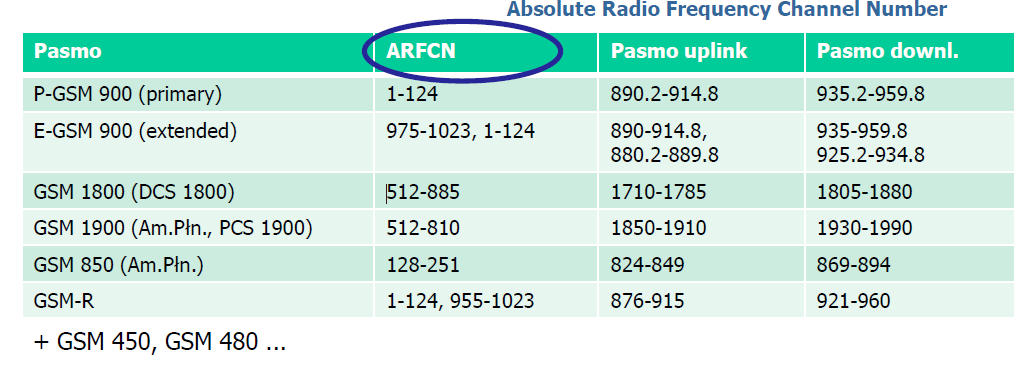 Absolute Radio Frequency Channel Number
Pasmo ARFCN Pasmo uplink Pasmo downl.
P-GSM 900 (primary) 1-124 890.2-914.8 935.2-959.8
E-GSM 900 (extended) 975-1023, 1-124 890-914.8, 935-959.8
880.2-889.8 925.2-934.8
GSM 1800 (DCS 1800) 512-885 1710-1785 1805-1880
GSM 1900 (Am.Płn., PCS 1900) 512-810 1850-1910 1930-1990
GSM 850 (Am.Płn.) 128-251 824-849 869-894
GSM-R 1-124, 955-1023 876-915 921-960
+ GSM 450, GSM 480 ...